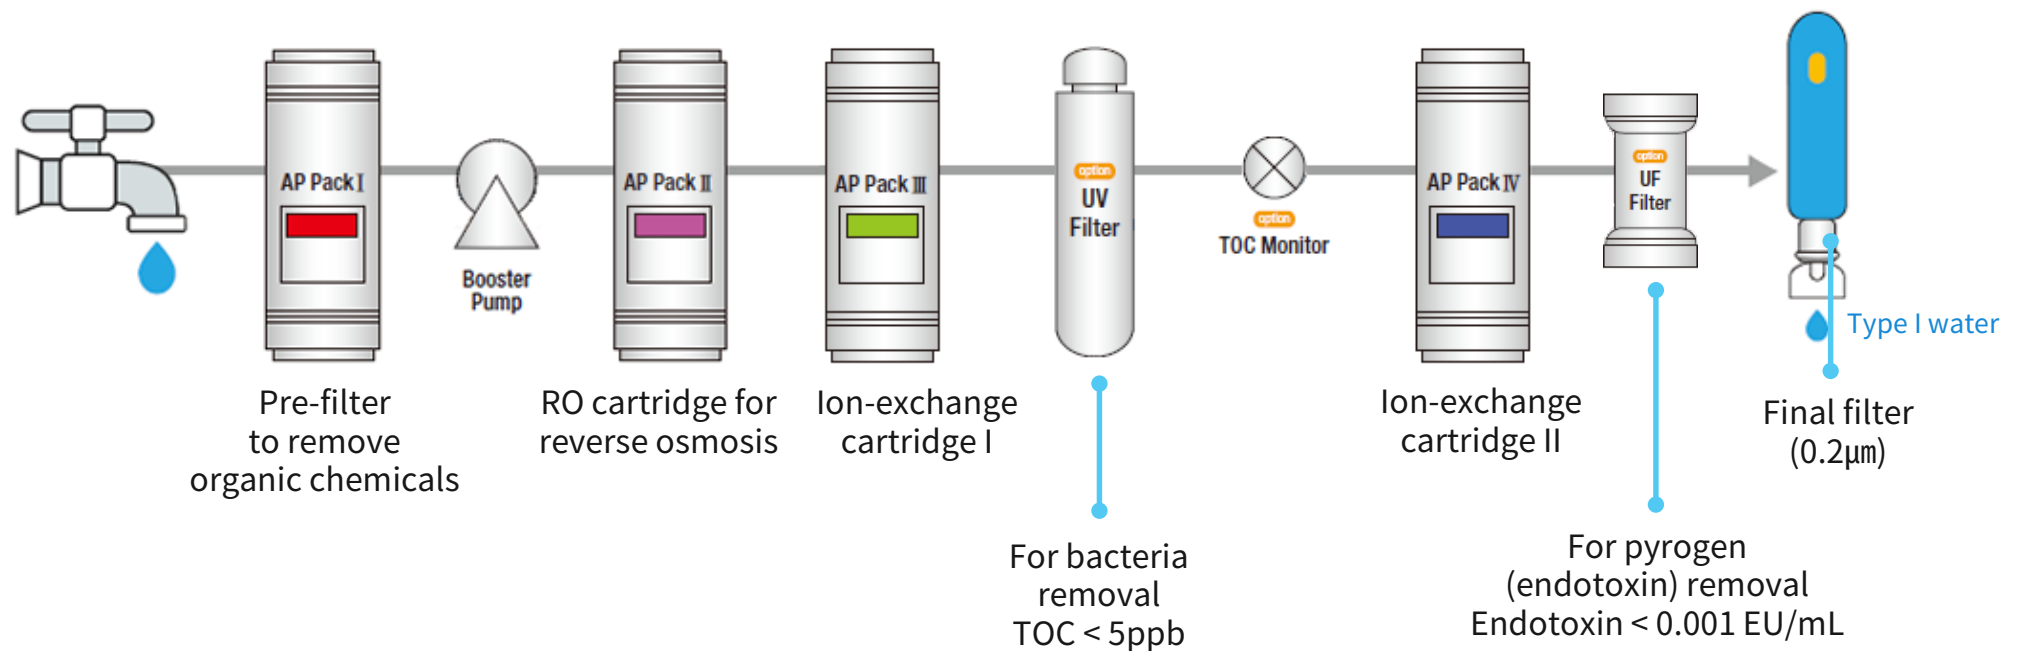 AP Pack Ⅰ
Booster
Pump
AP Pack Ⅱ
AP Pack Ⅲ
option
UV
Filter
option
TOC Monitor
AP Pack Ⅳ
option
UF
Filter
Type I water
Pre-filter
to remove
organic chemicals
RO cartridge for
reverse osmosis
Ion-exchange
cartridge I
Ion-exchange
cartridge II
Final filter
(0.2㎛)
For bacteria
removal
TOC < 5ppb
For pyrogen
(endotoxin) removal
Endotoxin < 0.001 EU/mL